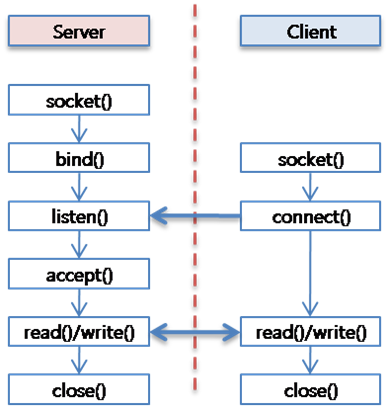 Server
Client
socket()
bind()
socket()
listen()
connect()
accept()
read()/write()
read()/write()
close()
close()